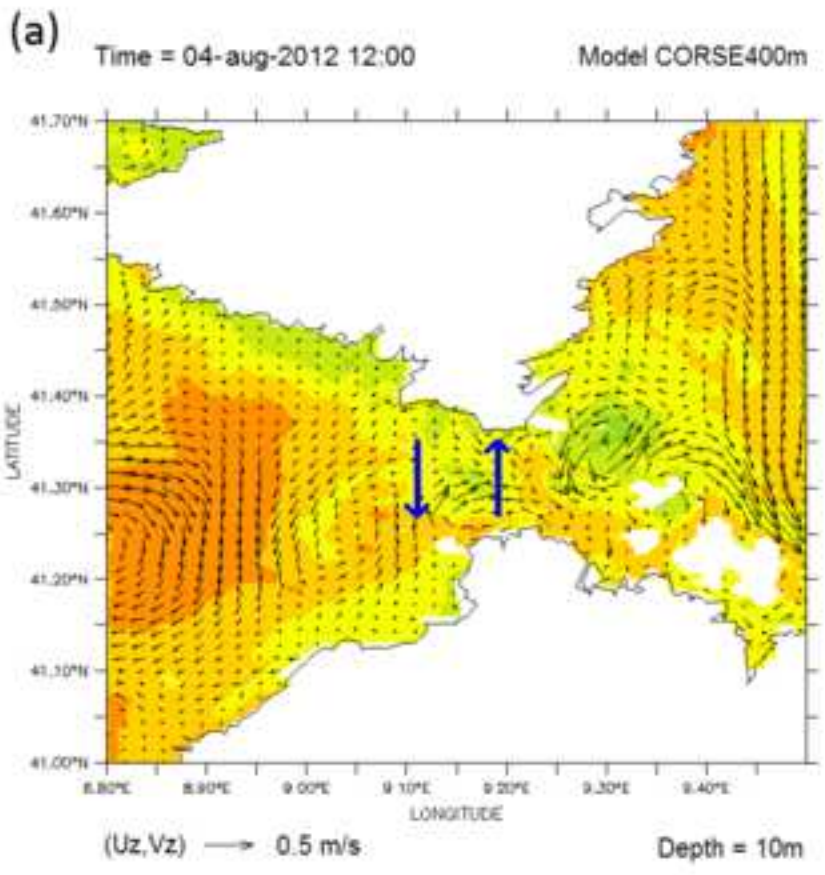 (a)
Time = 04-aug-2012 12:00 Model CORSE400m
41.70°N
41.60°N
41.50°N
41.40°N
41.30°N
41.20°N
41.10°N
41.00°N
LATITUDE
8.80°E 8.90°E 9.00°E 9.10°E 9.20°E 9.30°E 9.40°E
LONGITUDE
(Uz,Vz) 0.5 m/s Depth = 10m